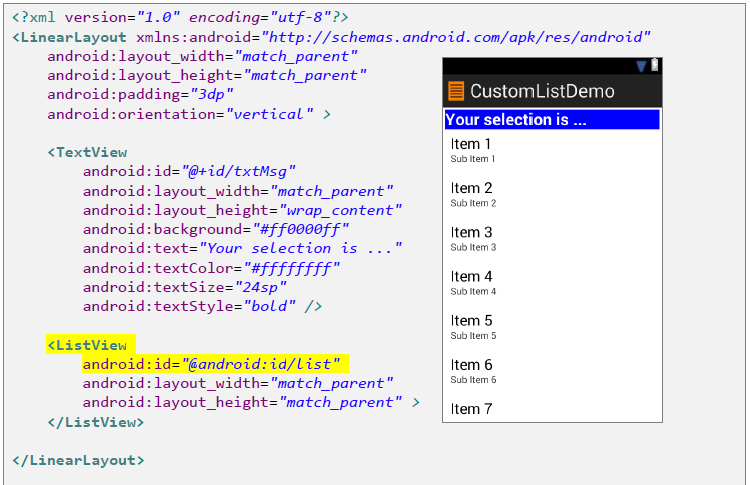 <?xml version="1.0" encoding="utf-8"?>
<LinearLayout xmlns:android="http://schemas.android.com/apk/res/android"
    android:layout_width="match_parent"
    android:layout_height="match_parent"
    android:padding="3dp"
    android:orientation="vertical" >

    <TextView
        android:id="@+id/txtMsg"
        android:layout_width="match_parent"
        android:layout_height="wrap_content"
        android:background="#ff0000ff"
        android:text="Your selection is ..."
        android:textColor="#ffffffff"
        android:textSize="24sp"
        android:textStyle="bold" />

    <ListView
        android:id="@android:id/list"
        android:layout_width="match_parent"
        android:layout_height="match_parent" >
    </ListView>

</LinearLayout>
CustomListDemo
Your selection is ...
Item 1
Sub Item 1
Item 2
Sub Item 2
Item 3
Sub Item 3
Item 4
Sub Item 4
Item 5
Sub Item 5
Item 6
Sub Item 6
Item 7